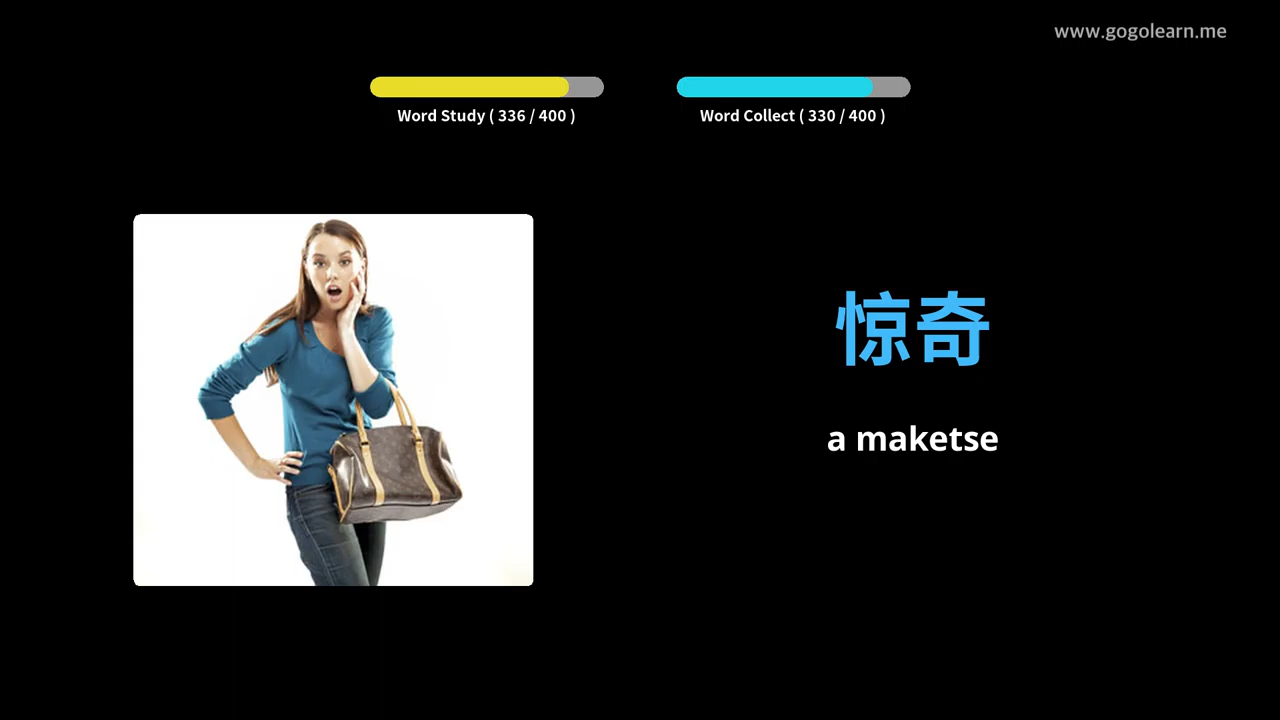 www.gogolearn.me
Word Study ( 336 / 400 )
Word Collect ( 330 / 400 )
惊奇
a maketse